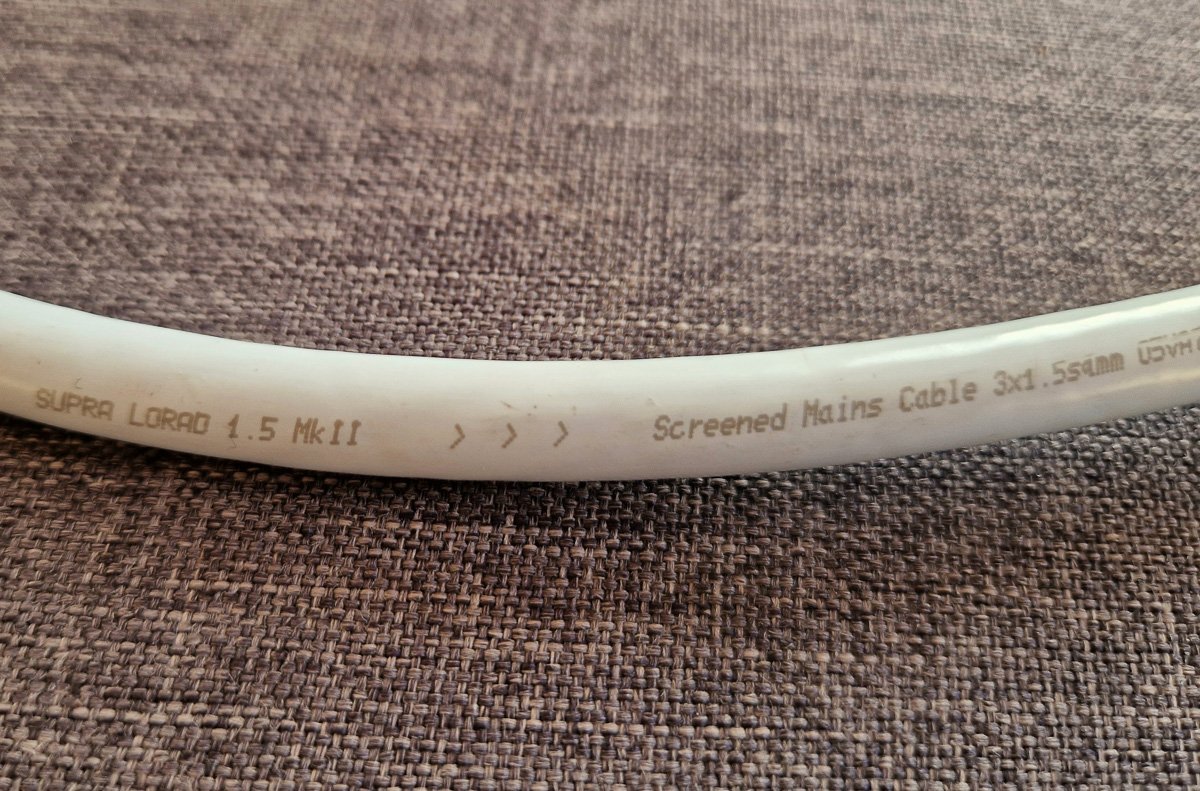 SUPRA LORAD 1.5 MkII > > > Screened Mains Cable 3x1.5sqmm